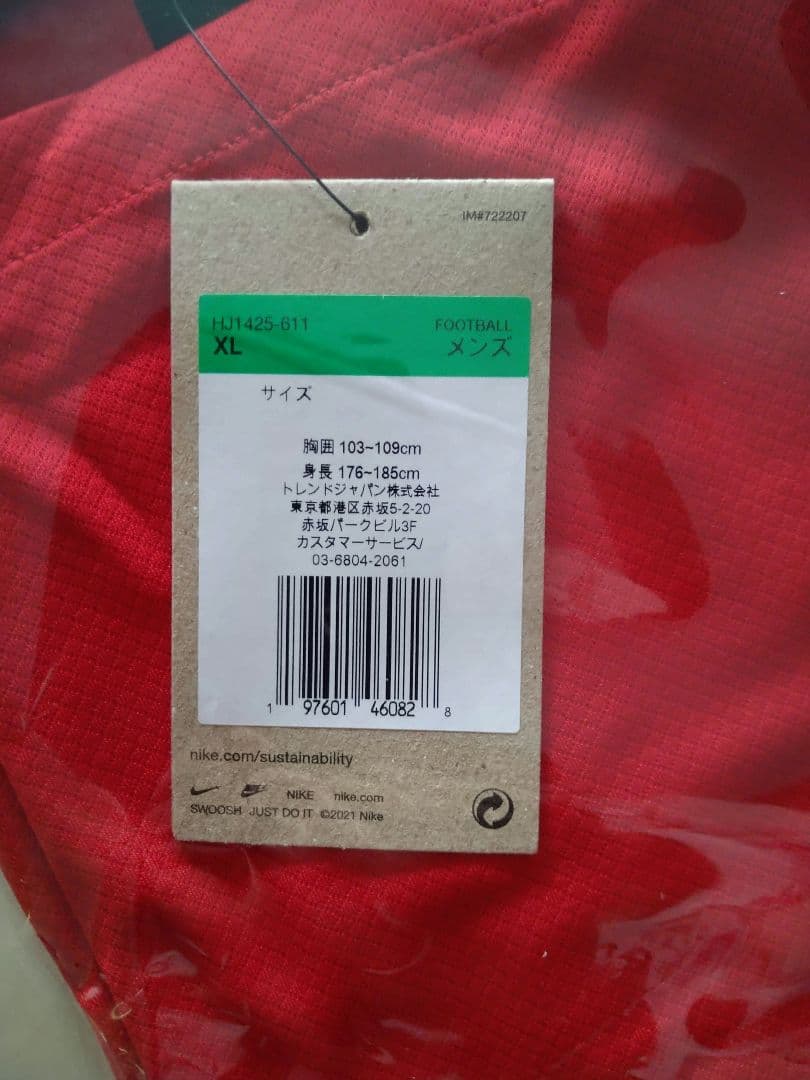 IM#722207
HJ1425-611 FOOTBALL
XL メンズ
サイズ
胸囲 103~109cm
身長 176~185cm
トレンドジャパン株式会社
東京都港区赤坂5-2-20
赤坂パークビル3F
カスタマーサービス/
03-6804-2061
1 97601 46082 8
nike.com/sustainability
NIKE nike.com
SWOOSH JUST DO IT ©2021 Nike